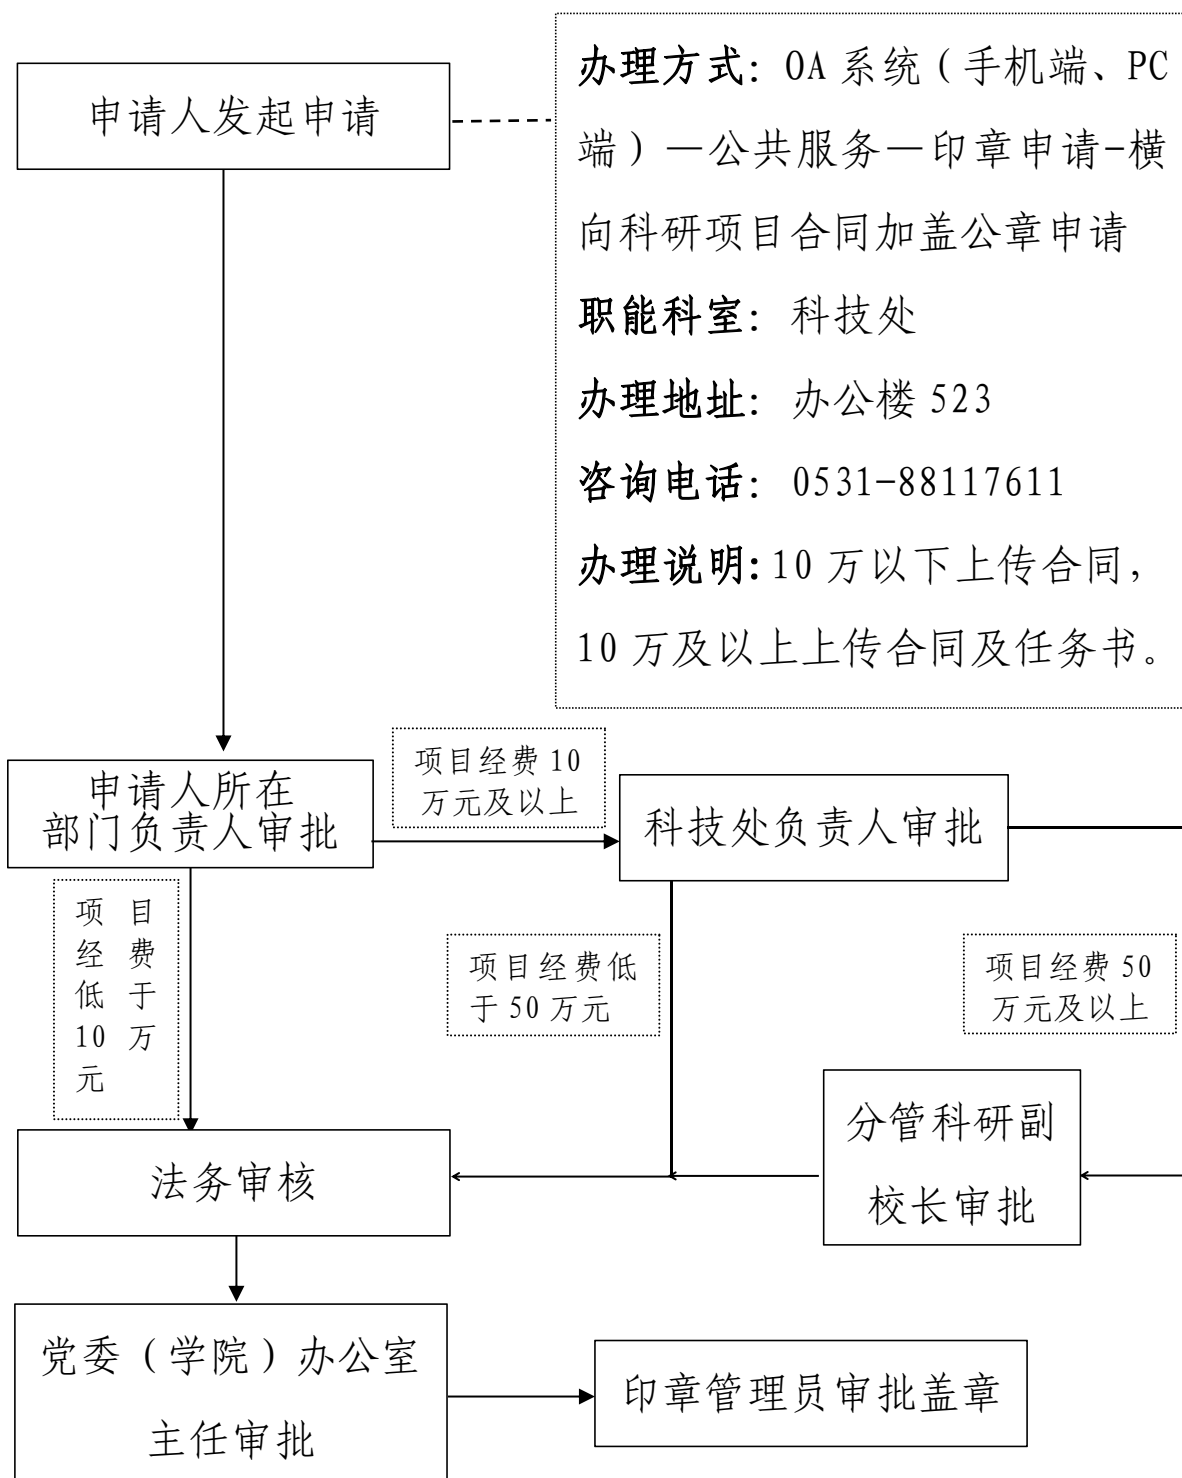 申请人发起申请
办理方式：OA 系统（手机端、PC
端）—公共服务—印章申请-横
向科研项目合同加盖公章申请
职能科室：科技处
办理地址：办公楼 523
咨询电话：0531-88117611
办理说明：10 万以下上传合同，
10 万及以上上传合同及任务书。
申请人所在
部门负责人审批
项目经费 10
万元及以上
科技处负责人审批
项目
经费
低于
10 万
元
项目经费低
于 50 万元
项目经费 50
万元及以上
分管科研副
校长审批
法务审核
党委（学院）办公室
主任审批
印章管理员审批盖章